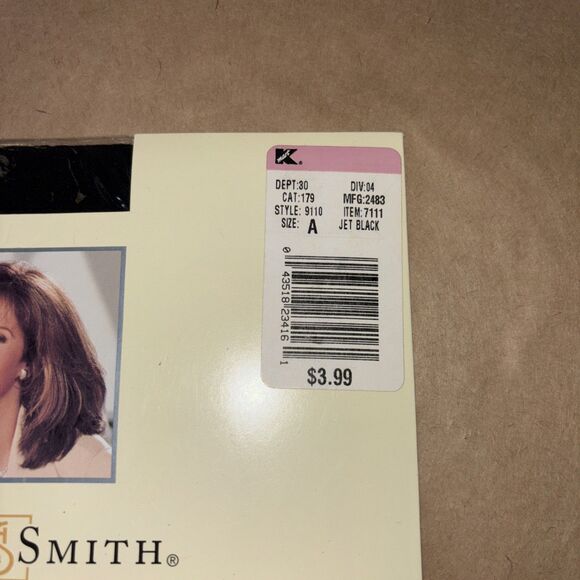 K®
DEPT:30 DIV:04
CAT:179 MFG:2483
STYLE: 9110 ITEM:7111
SIZE: A JET BLACK
0 43518 23416 1
$3.99
S SMITH®